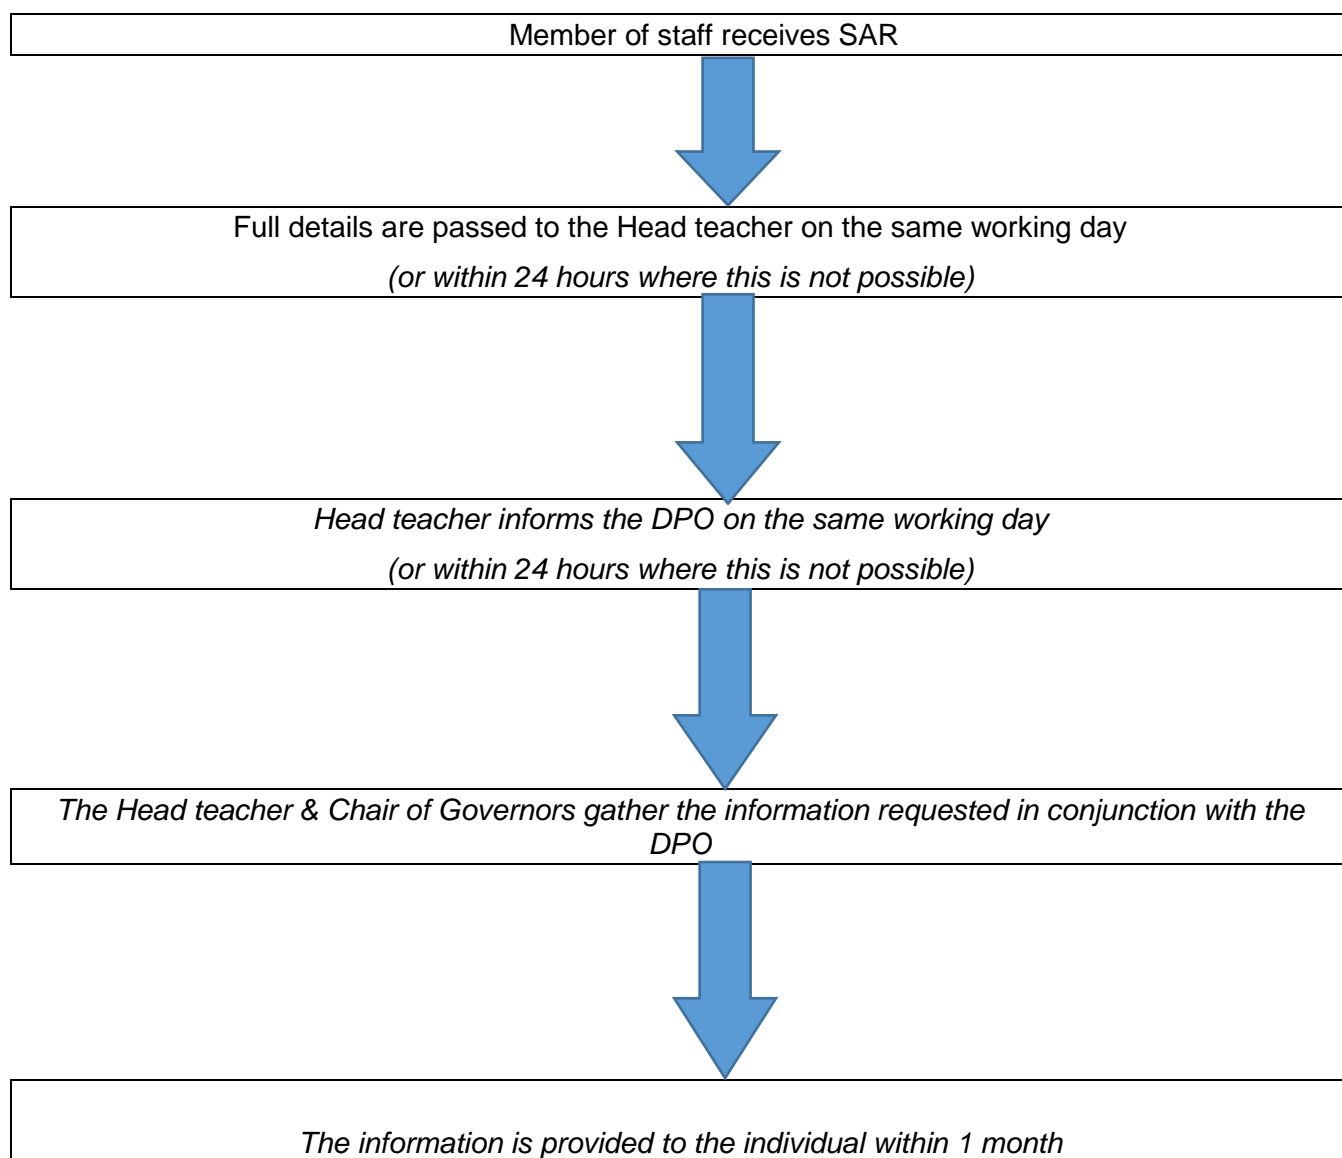 Member of staff receives SAR
Full details are passed to the Head teacher on the same working day
(or within 24 hours where this is not possible)
Head teacher informs the DPO on the same working day
(or within 24 hours where this is not possible)
The Head teacher & Chair of Governors gather the information requested in conjunction with the
DPO
The information is provided to the individual within 1 month